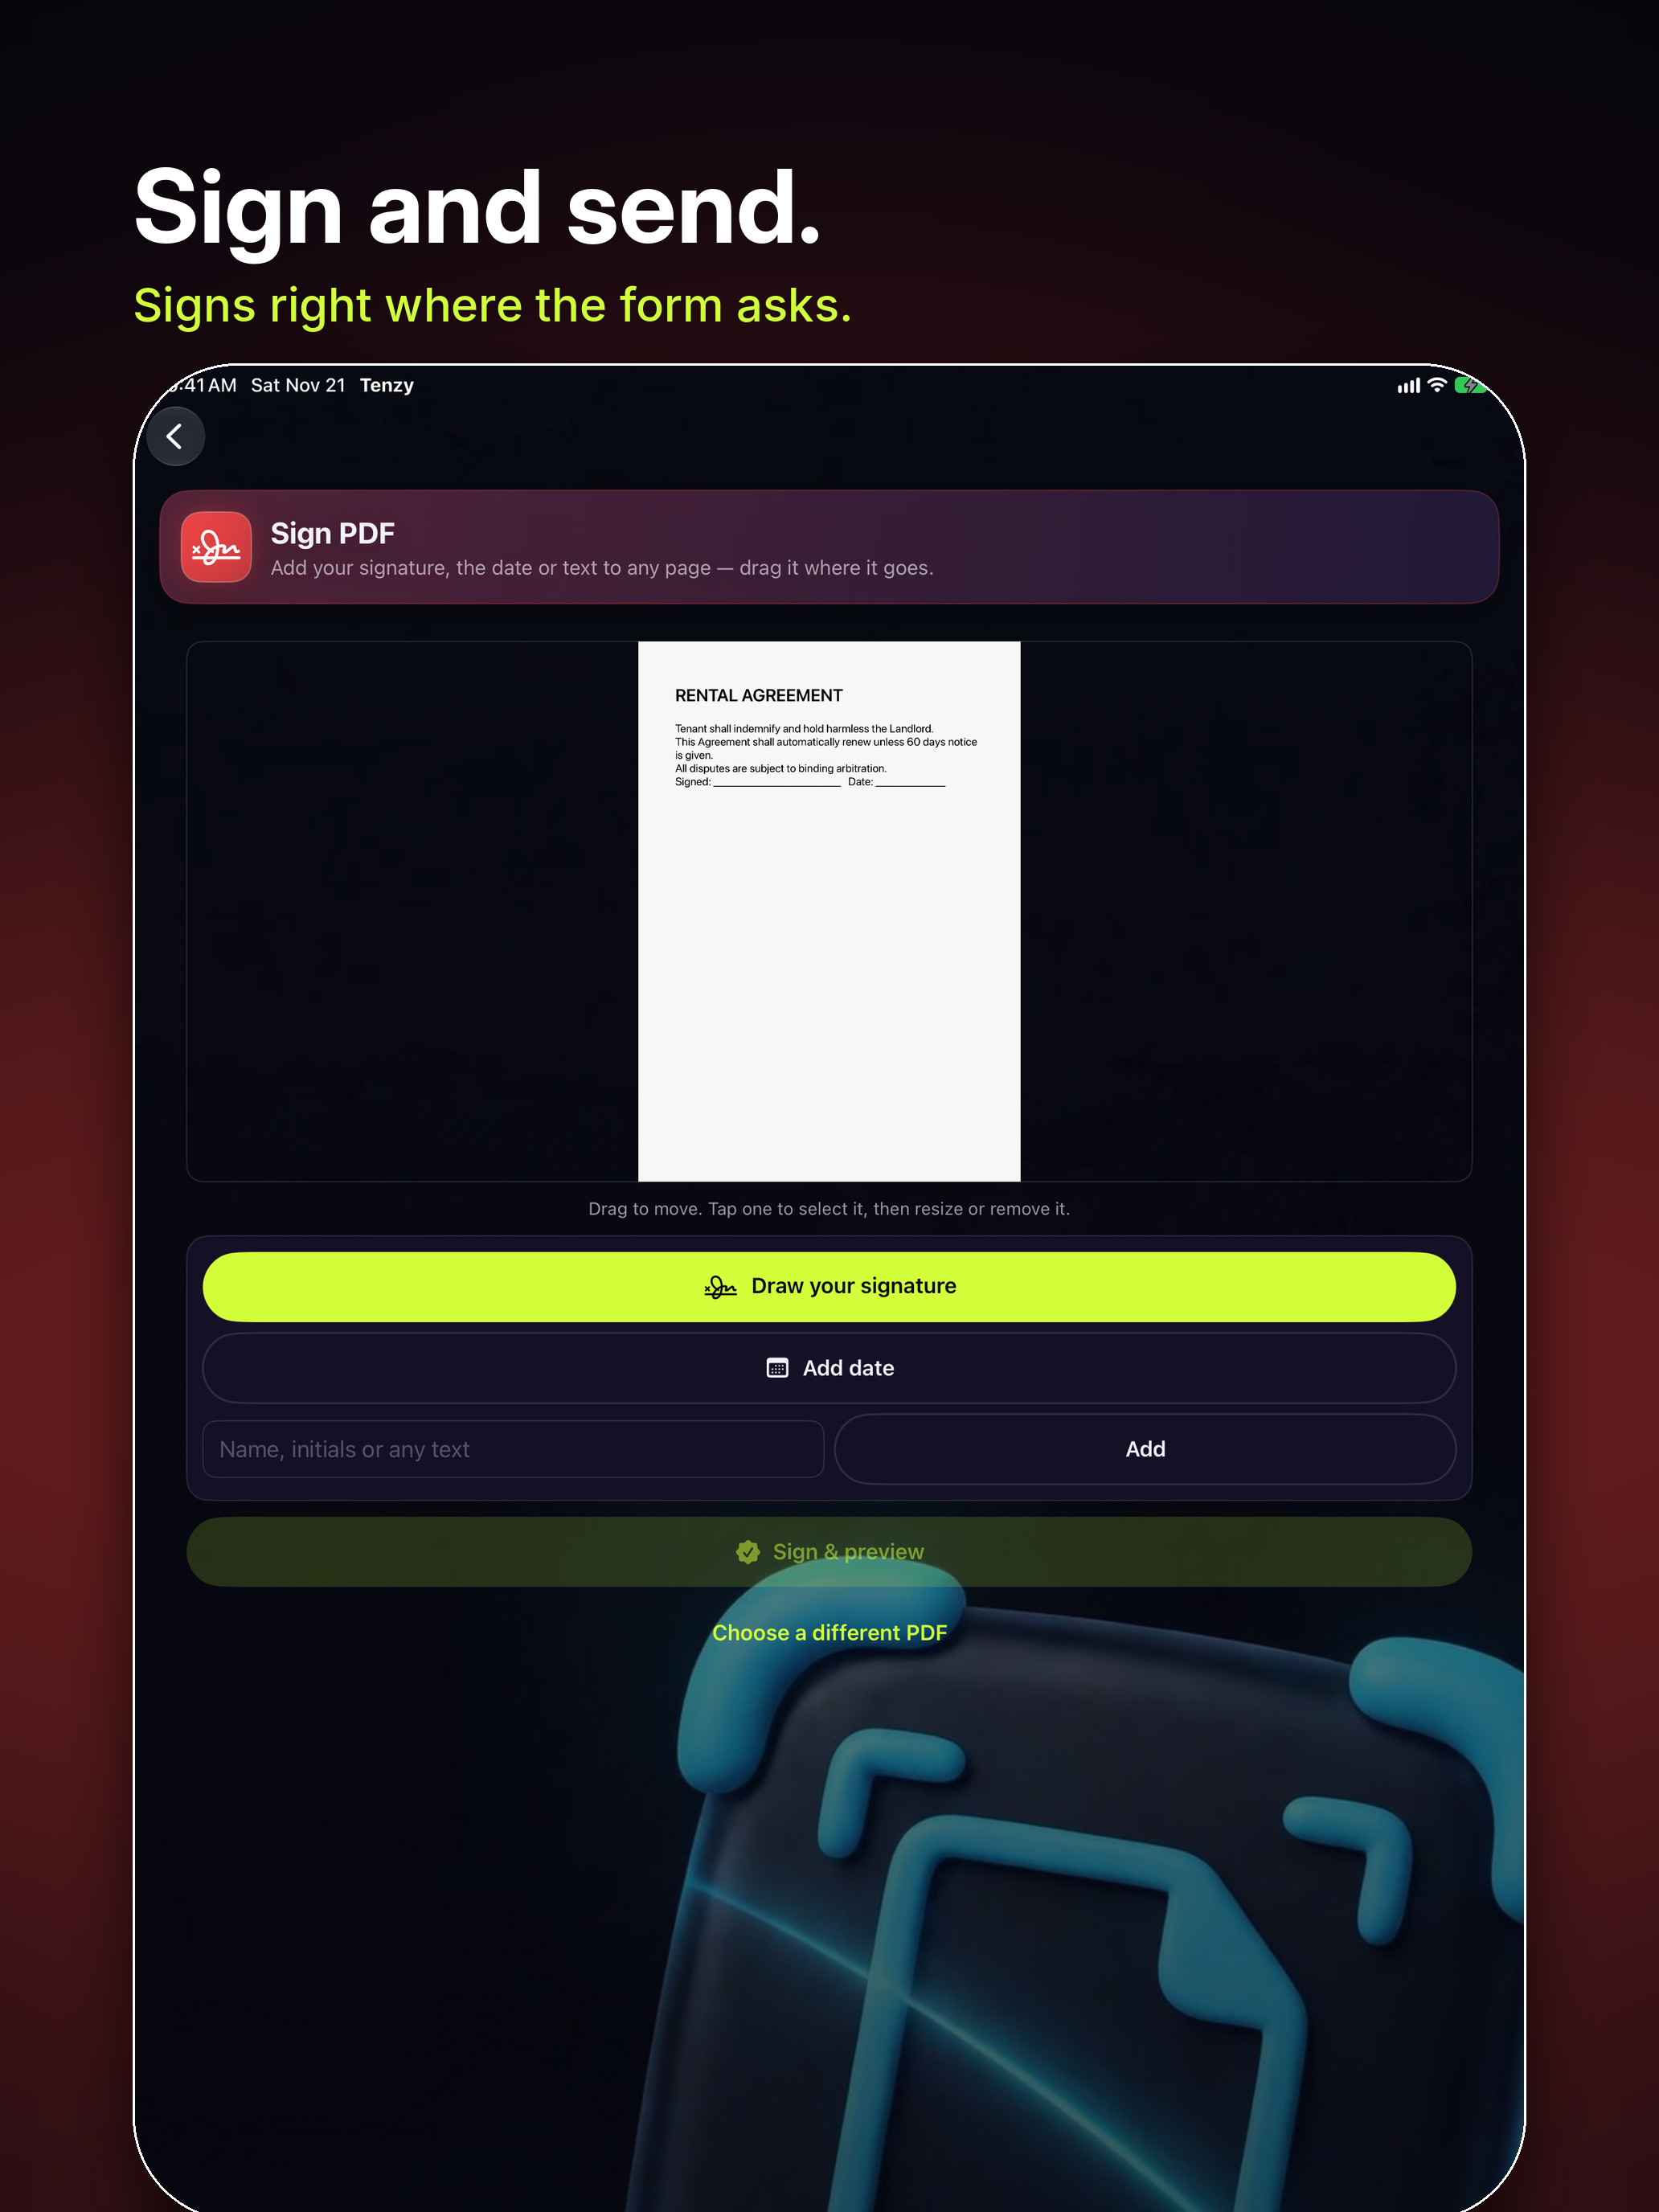 Sign and send.
Signs right where the form asks.
:41 AM Sat Nov 21 Tenzy
Sign PDF
Add your signature, the date or text to any page — drag it where it goes.
RENTAL AGREEMENT
Tenant shall indemnify and hold harmless the Landlord.
This Agreement shall automatically renew unless 60 days notice
is given.
All disputes are subject to binding arbitration.
Signed: ____________________ Date: ___________
Drag to move. Tap one to select it, then resize or remove it.
Draw your signature
Add date
Name, initials or any text
Add
Sign & preview
Choose a different PDF